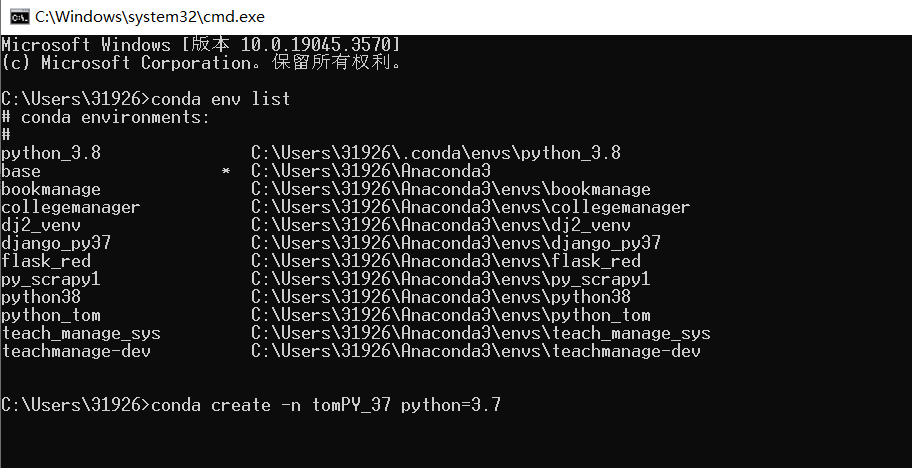 C:\Windows\system32\cmd.exe
Microsoft Windows [版本 10.0.19045.3570]
(c) Microsoft Corporation。保留所有权利。
C:\Users\31926>conda env list
# conda environments:
#
python_3.8               C:\Users\31926\.conda\envs\python_3.8
base                  *  C:\Users\31926\Anaconda3
bookmanage               C:\Users\31926\Anaconda3\envs\bookmanage
collegemanager           C:\Users\31926\Anaconda3\envs\collegemanager
dj2_venv                 C:\Users\31926\Anaconda3\envs\dj2_venv
django_py37              C:\Users\31926\Anaconda3\envs\django_py37
flask_red                C:\Users\31926\Anaconda3\envs\flask_red
py_scrapy1               C:\Users\31926\Anaconda3\envs\py_scrapy1
python38                 C:\Users\31926\Anaconda3\envs\python38
python_tom               C:\Users\31926\Anaconda3\envs\python_tom
teach_manage_sys         C:\Users\31926\Anaconda3\envs\teach_manage_sys
teachmanage-dev          C:\Users\31926\Anaconda3\envs\teachmanage-dev
C:\Users\31926>conda create -n tomPY_37 python=3.7